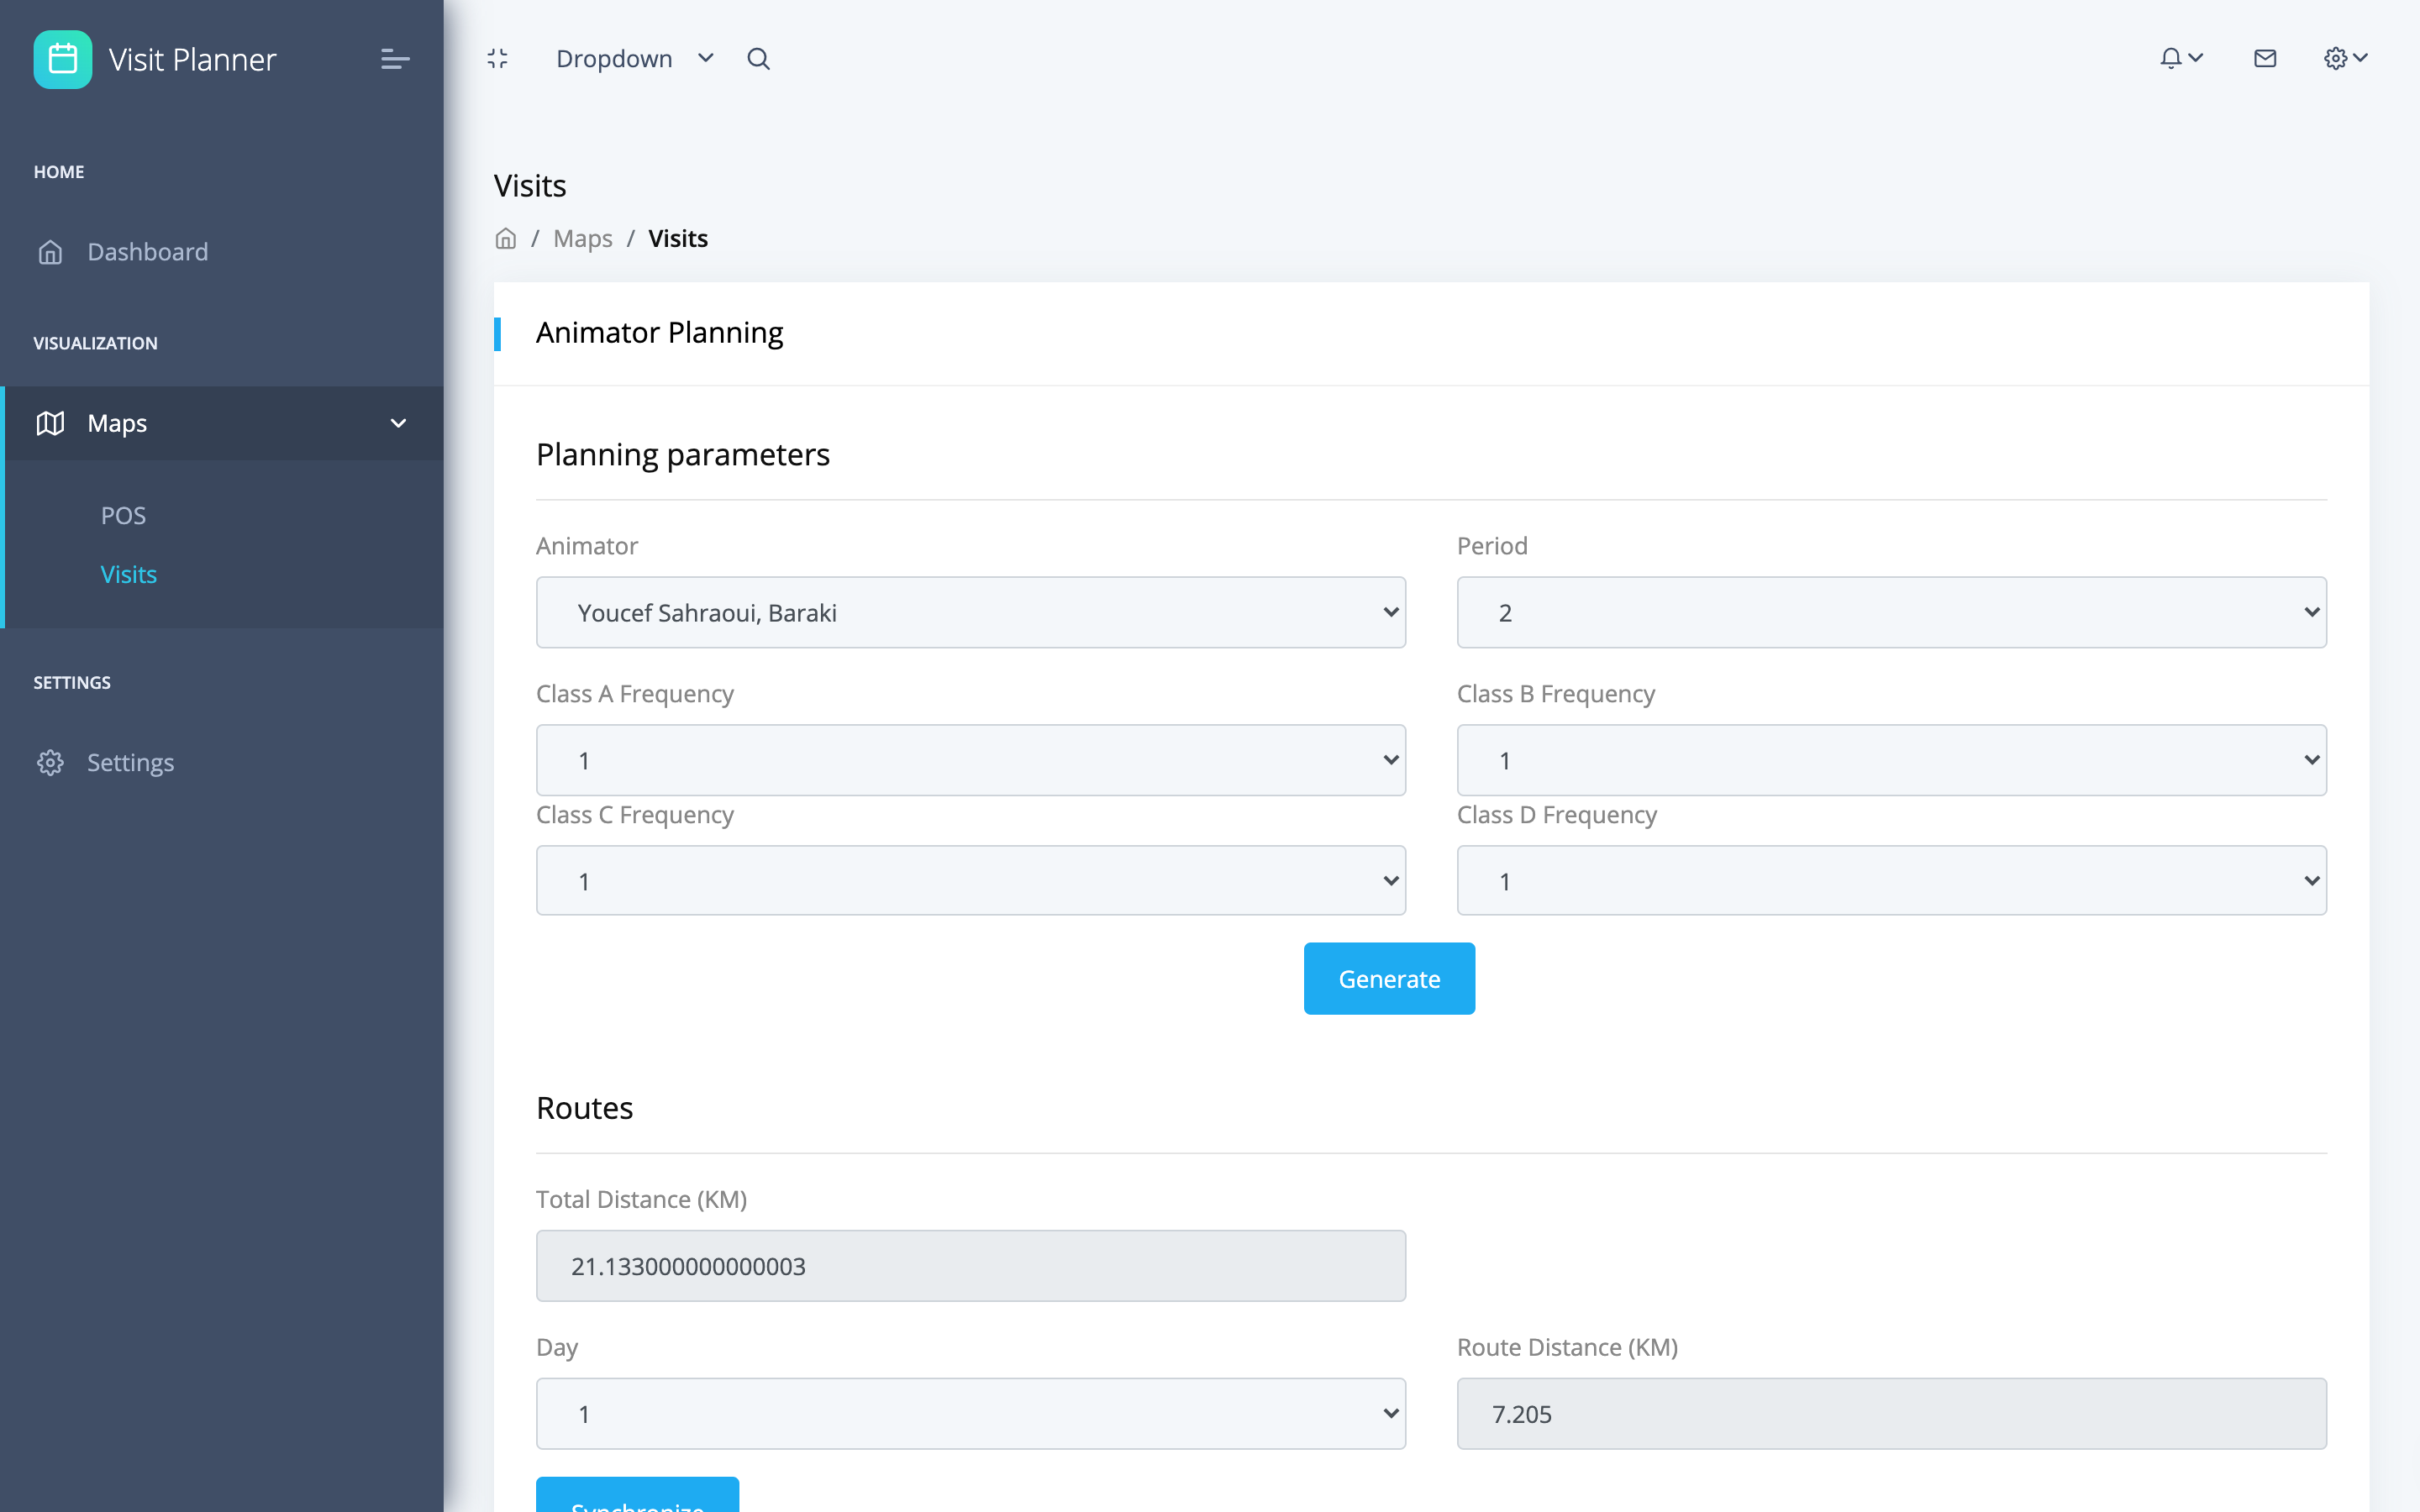 Visit Planner
Dropdown
HOME
Dashboard
VISUALIZATION
Maps
POS
Visits
SETTINGS
Settings
Visits
/ Maps / Visits
Animator Planning
Planning parameters
Animator
Period
Youcef Sahraoui, Baraki
2
Class A Frequency
Class B Frequency
1
1
Class C Frequency
Class D Frequency
1
1
Generate
Routes
Total Distance (KM)
21.133000000000003
Day
Route Distance (KM)
1
7.205
Synchronize